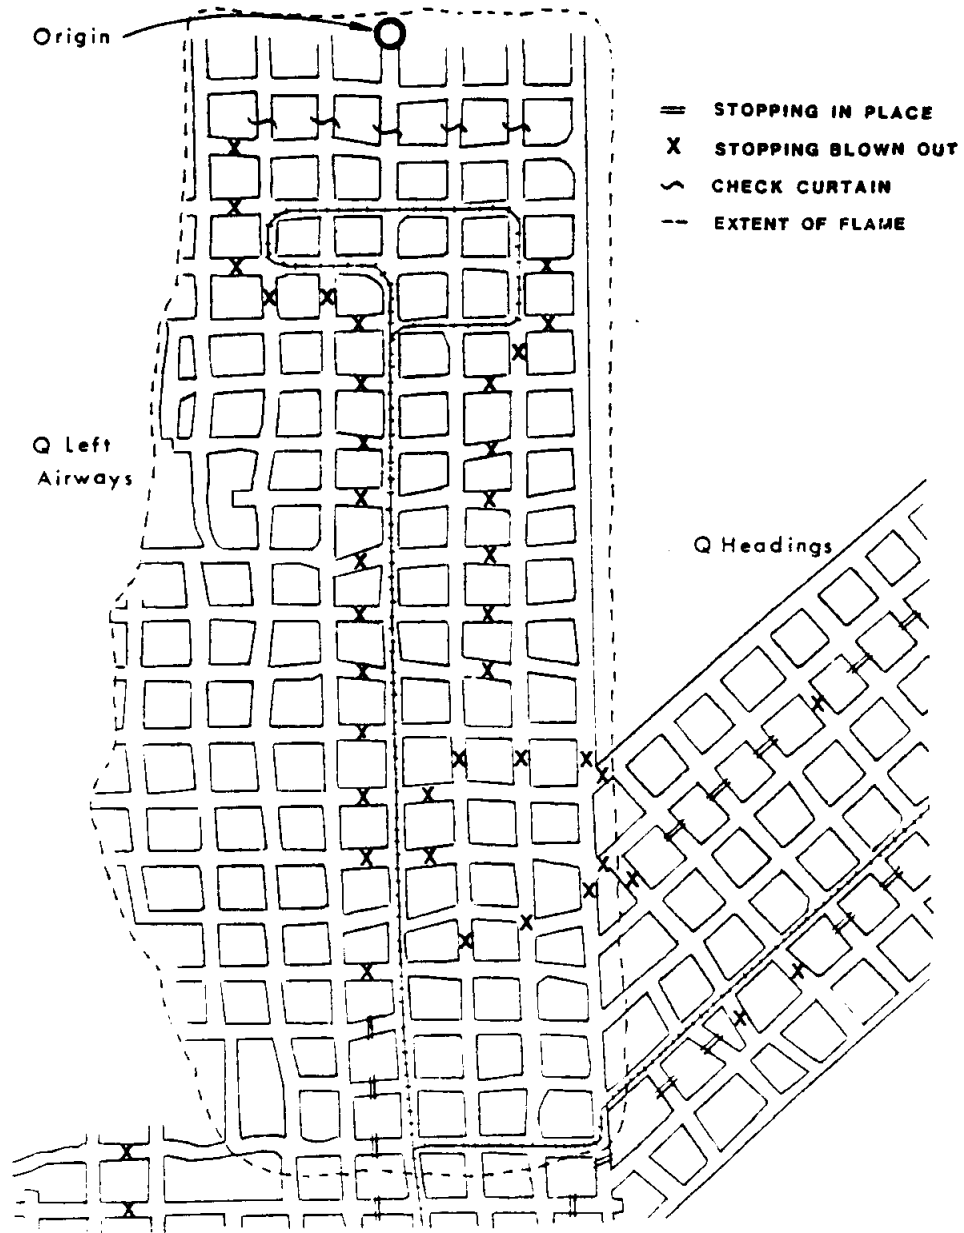 Origin
= STOPPING IN PLACE
X STOPPING BLOWN OUT
CHECK CURTAIN
-- EXTENT OF FLAME
Q Left
Airways
Q Headings